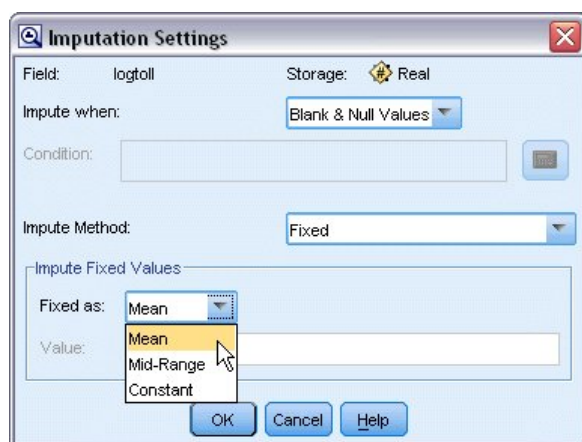 Imputation Settings
Field: logtoll Storage: # Real
Impute when: Blank & Null Values
Condition:
Impute Method: Fixed
Impute Fixed Values
Fixed as: Mean
Mean
Value:
Mid-Range
Constant
OK Cancel Help